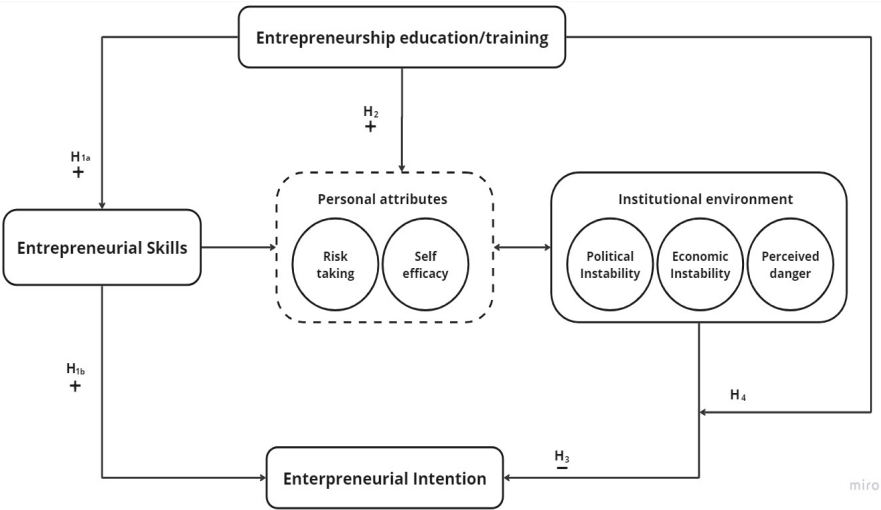 Entrepreneurship education/training
H2
+
H1a
+
Personal attributes
Institutional environment
Entrepreneurial Skills
Risk
taking
Self
efficacy
Political
Instability
Economic
Instability
Perceived
danger
H1b
+
H4
H3
−
Enterpreneurial Intention
miro